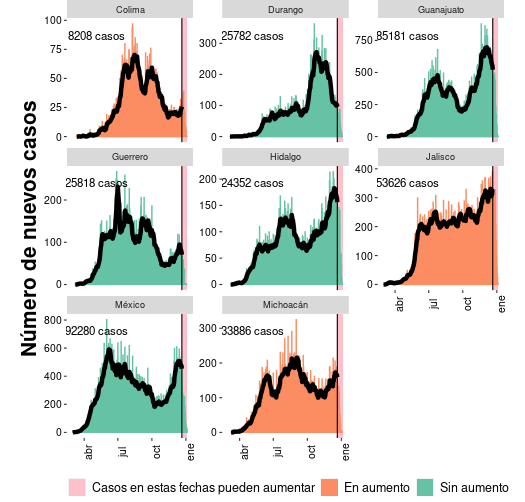 Número de nuevos casos
Colima
8208 casos
100
75
50
25
0
Durango
25782 casos
300
200
100
0
Guanajuato
85181 casos
750
500
250
0
Guerrero
25818 casos
200
100
0
Hidalgo
24352 casos
200
150
100
50
0
Jalisco
53626 casos
400
300
200
100
0
abr
jul
oct
ene
México
92280 casos
800
600
400
200
0
abr
jul
oct
ene
Michoacán
33886 casos
300
200
100
0
abr
jul
oct
ene
Casos en estas fechas pueden aumentar
En aumento
Sin aumento